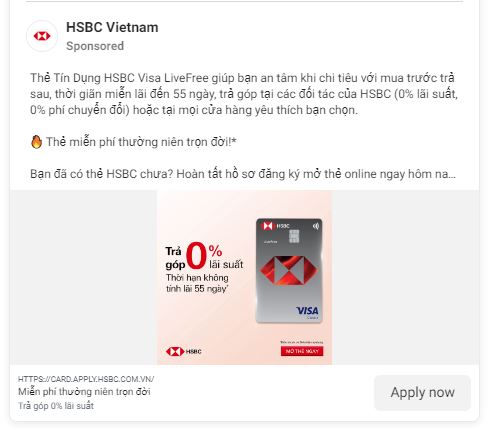 HSBC Vietnam
Sponsored
Thẻ Tín Dụng HSBC Visa LiveFree giúp bạn an tâm khi chi tiêu với mua trước trả
sau, thời giãn miễn lãi đến 55 ngày, trả góp tại các đối tác của HSBC (0% lãi suất,
0% phí chuyển đổi) hoặc tại mọi cửa hàng yêu thích bạn chọn.
🔥 Thẻ miễn phí thường niên trọn đời!*
Bạn đã có thẻ HSBC chưa? Hoàn tất hồ sơ đăng ký mở thẻ online ngay hôm na...
HSBC
LiveFree
Trả góp 0% lãi suất
Thời hạn không
tính lãi 55 ngày*
VISA
HSBC
MỞ THẺ NGAY
HTTPS://CARD.APPLY.HSBC.COM.VN/
Miễn phí thường niên trọn đời
Trả góp 0% lãi suất
Apply now